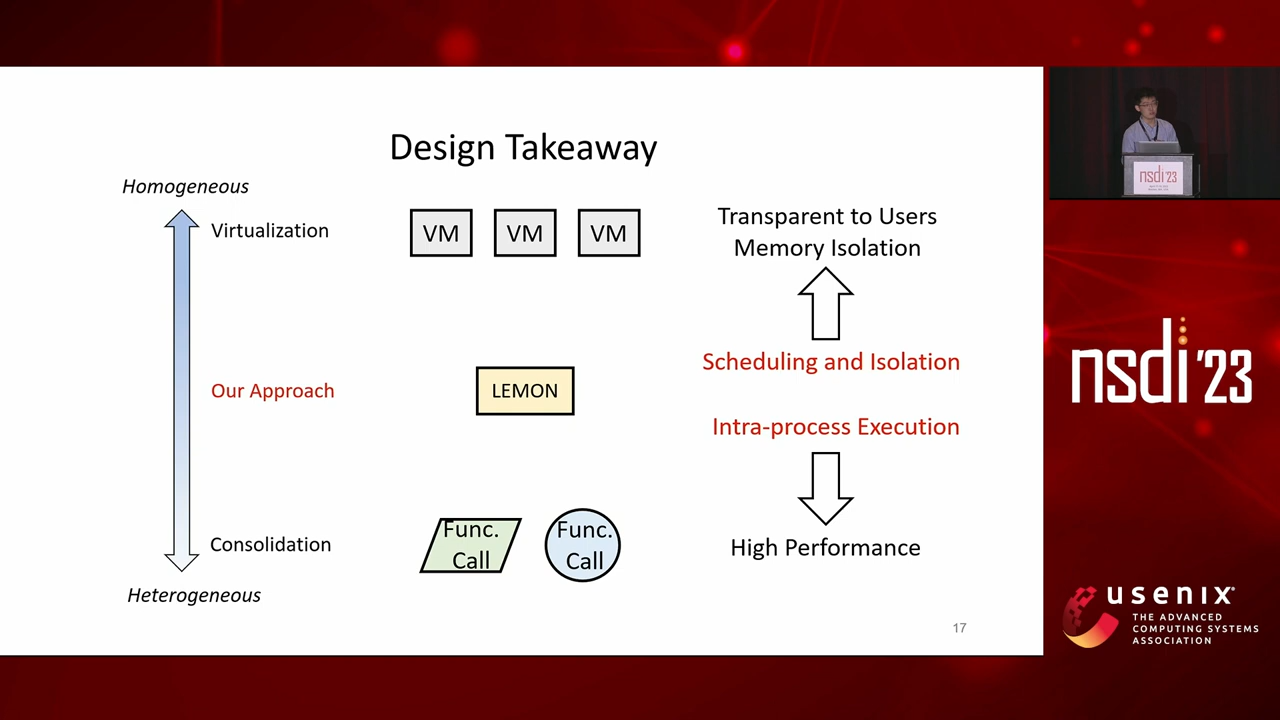 Design Takeaway
Homogeneous
Virtualization
VM
VM
VM
Transparent to Users
Memory Isolation
Our Approach
LEMON
Scheduling and Isolation
Intra-process Execution
Consolidation
Func.
Call
Func.
Call
High Performance
Heterogeneous
17
nsdi'23
nsdi '23
usenix
THE ADVANCED
COMPUTING SYSTEMS
ASSOCIATION